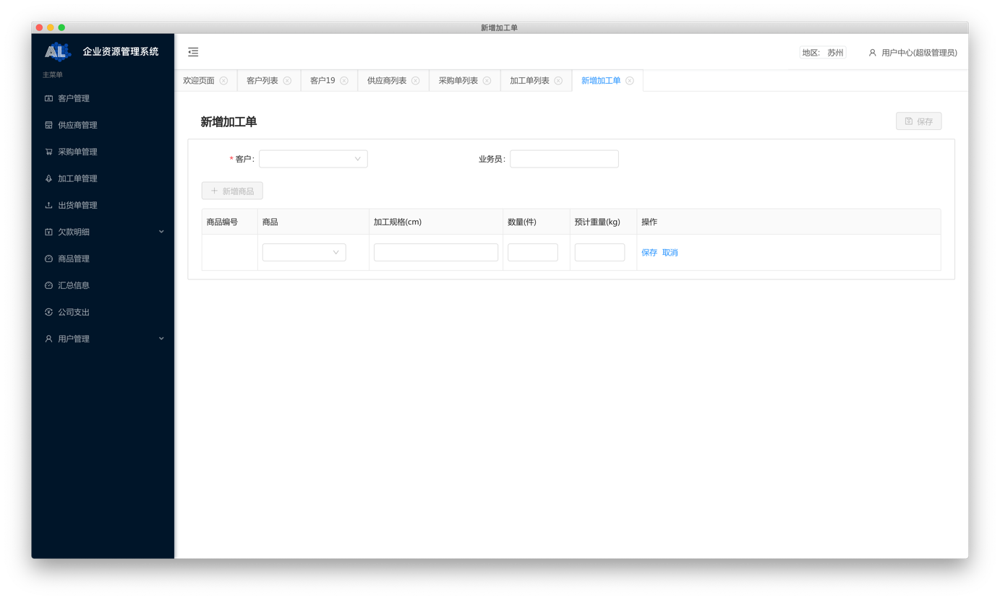 新增加工单
AL 企业资源管理系统
地区: 苏州 用户中心(超级管理员)
主菜单
客户管理
供应商管理
采购单管理
加工单管理
出货单管理
欠款明细
商品管理
汇总信息
公司支出
用户管理
欢迎页面 客户列表 客户19 供应商列表 采购单列表 加工单列表 新增加工单
新增加工单 保存
* 客户: 业务员:
+ 新增商品
商品编号 商品 加工规格(cm) 数量(件) 预计重量(kg) 操作
保存 取消